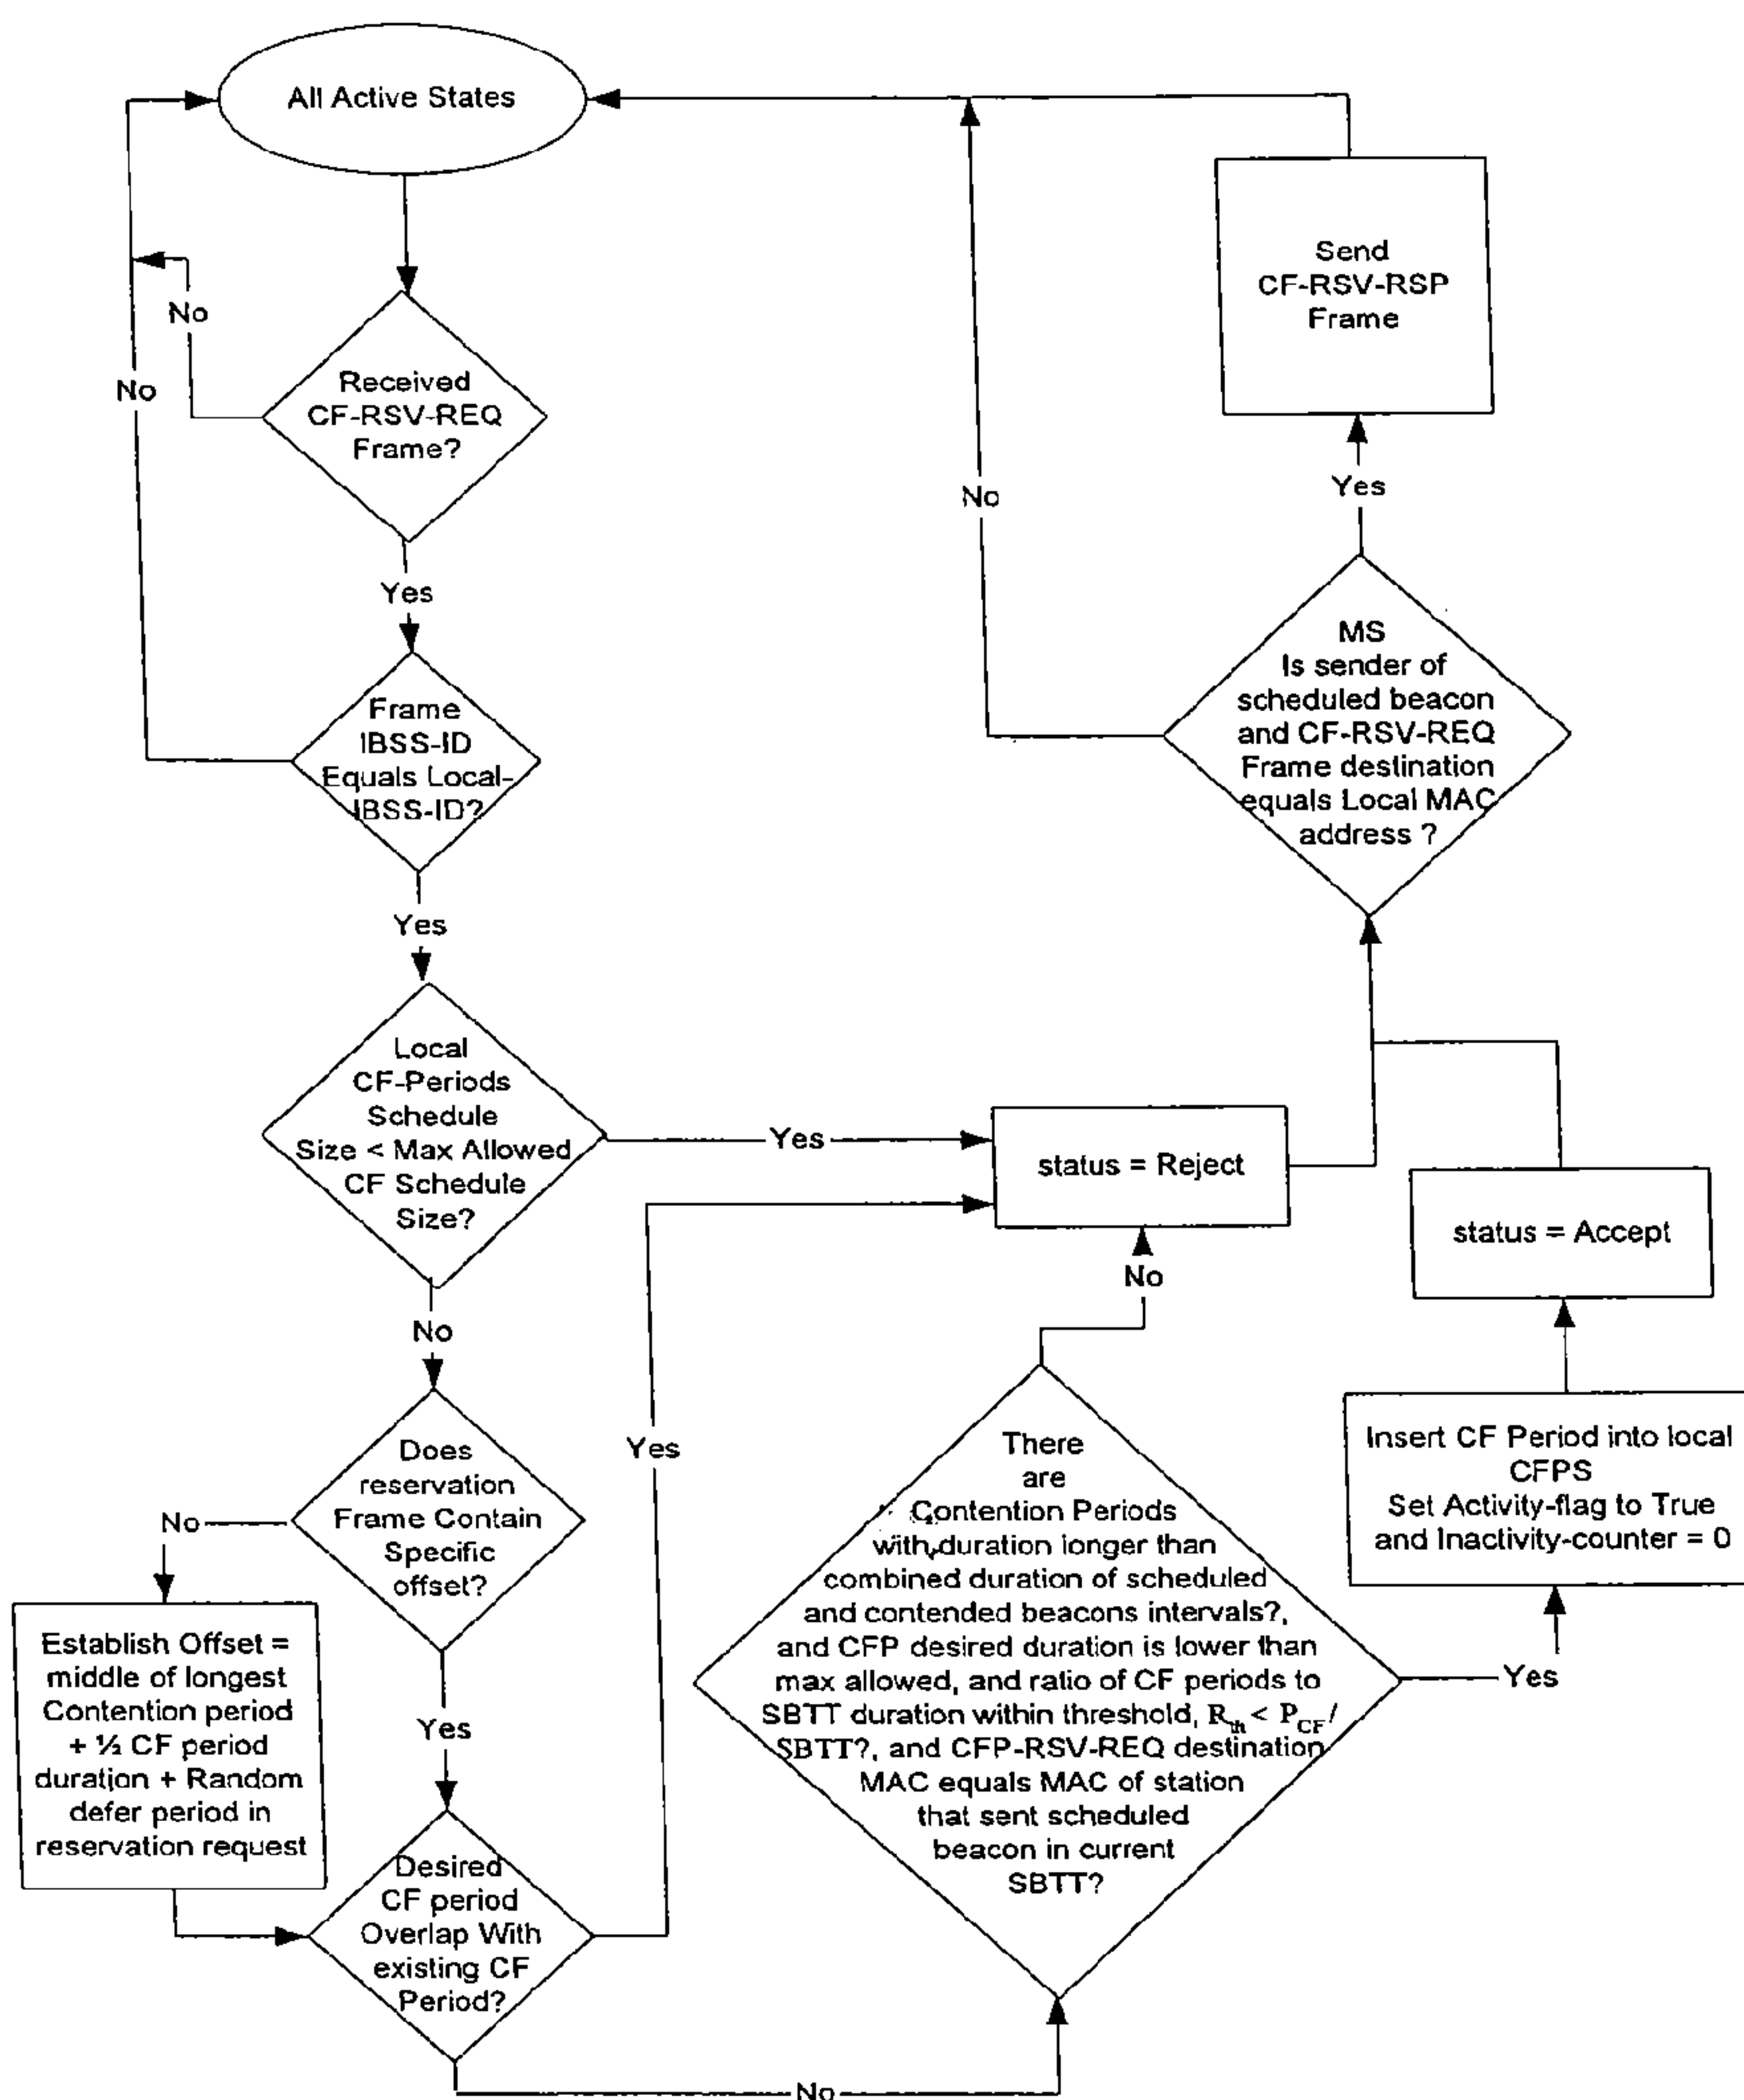 All Active States
No
No
Received
CF-RSV-REQ
Frame?
Yes
Frame
IBSS-ID
Equals Local-
IBSS-ID?
Yes
Local
CF-Periods
Schedule
Size < Max Allowed
CF Schedule
Size?
Yes
No
Does
reservation
Frame Contain
Specific
offset?
No
Establish Offset =
middle of longest
Contention period
+ ½ CF period
duration + Random
defer period in
reservation request
Yes
Desired
CF period
Overlap With
existing CF
Period?
Yes
No
There
are
Contention Periods
with duration longer than
combined duration of scheduled
and contended beacons intervals?,
and CFP desired duration is lower than
max allowed, and ratio of CF periods to
SBTT duration within threshold, R_th < P_CF/
SBTT?, and CFP-RSV-REQ destination
MAC equals MAC of station
that sent scheduled
beacon in current
SBTT?
No
Yes
status = Reject
Insert CF Period into local
CFPS
Set Activity-flag to True
and Inactivity-counter = 0
status = Accept
MS
Is sender of
scheduled beacon
and CF-RSV-REQ
Frame destination
equals Local MAC
address ?
No
Yes
Send
CF-RSV-RSP
Frame